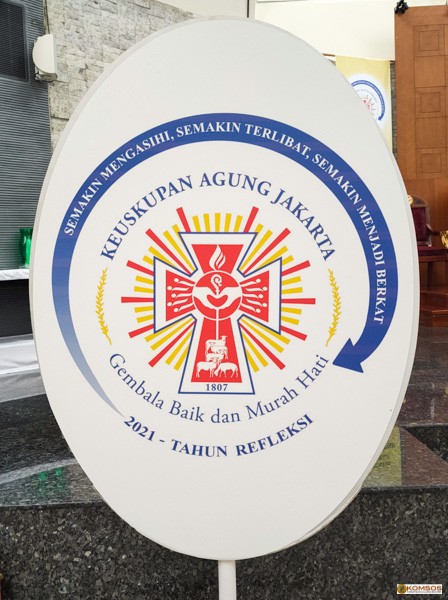 SEMAKIN MENGASIHI, SEMAKIN TERLIBAT, SEMAKIN MENJADI BERKAT
KEUSKUPAN AGUNG JAKARTA
1807
Gembala Baik dan Murah Hati
2021 - TAHUN REFLEKSI
KOMSOS